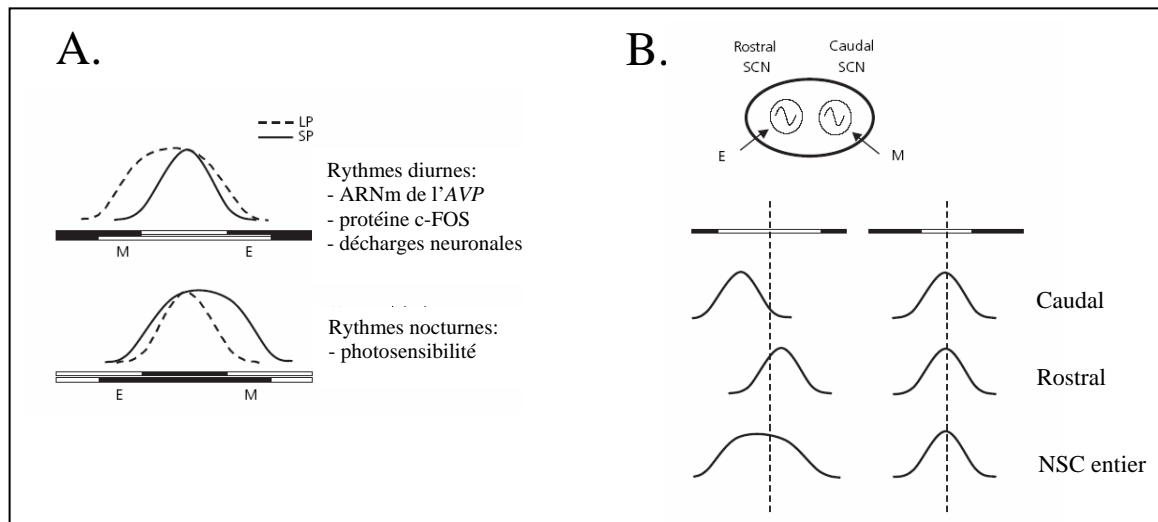 A.
LP
SP
Rythmes diurnes:
- ARNm de l'AVP
- protéine c-FOS
- décharges neuronales
M E
Rythmes nocturnes:
- photosensibilité
E M
B.
Rostral Caudal
SCN SCN
E M
Caudal
Rostral
NSC entier